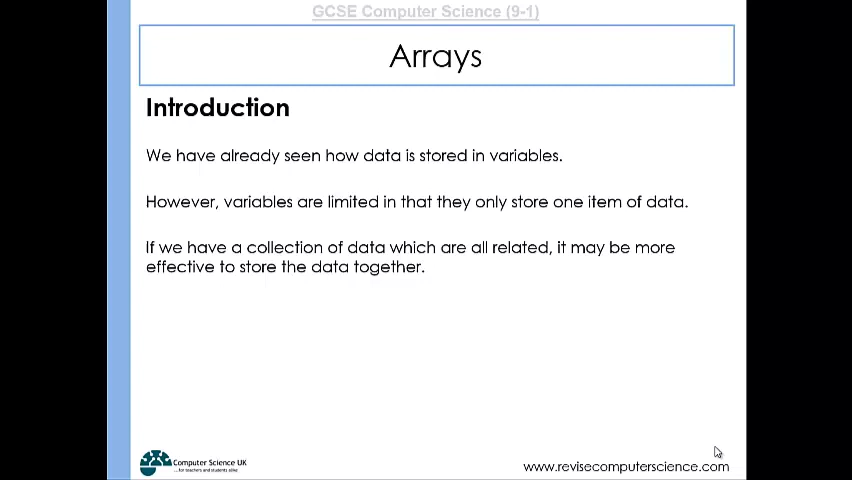 GCSE Computer Science (9-1)
Arrays
Introduction
We have already seen how data is stored in variables.
However, variables are limited in that they only store one item of data.
If we have a collection of data which are all related, it may be more
effective to store the data together.
Computer Science UK
...for teachers and students alike
www.revisecomputerscience.com